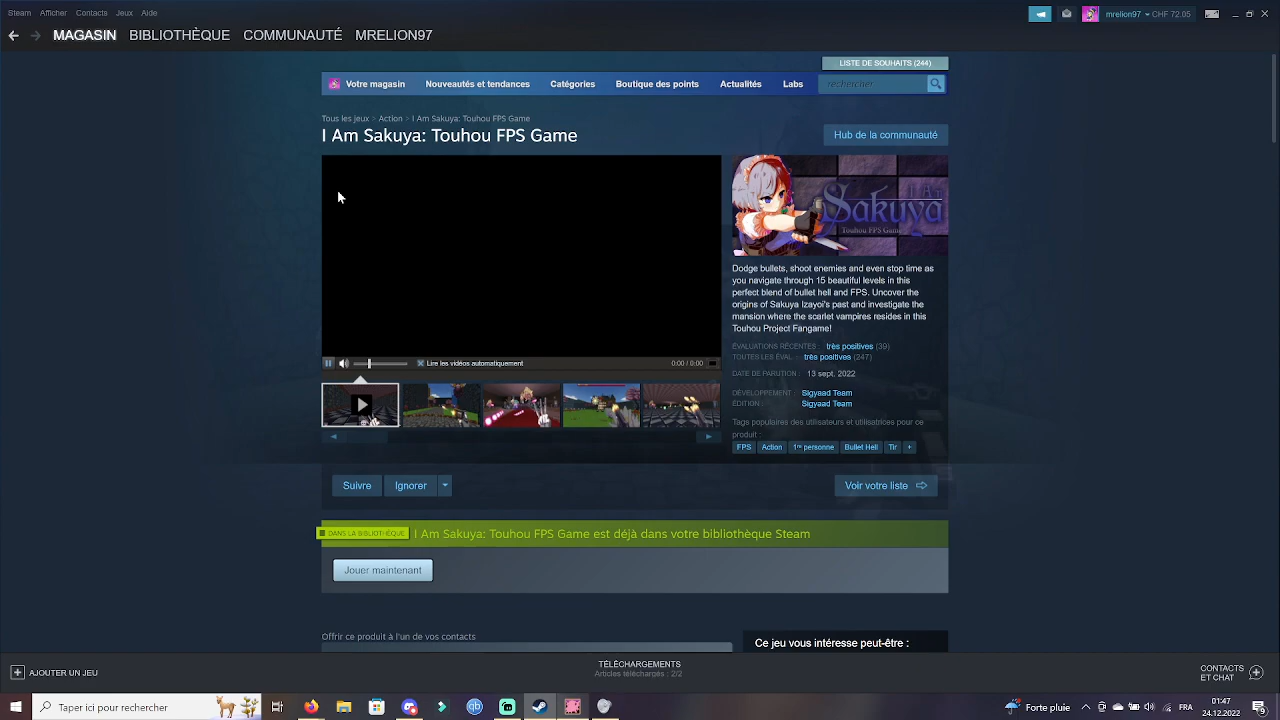 Steam Afficher Contacts Jeux Aide
mrelion97 CHF 72.05
MAGASIN BIBLIOTHÈQUE COMMUNAUTÉ MRELION97
LISTE DE SOUHAITS (244)
Votre magasin Nouveautés et tendances Catégories Boutique des points Actualités Labs rechercher
Tous les jeux > Action > I Am Sakuya: Touhou FPS Game
I Am Sakuya: Touhou FPS Game
Hub de la communauté
I Am
Sakuya
Touhou FPS Game
Dodge bullets, shoot enemies and even stop time as
you navigate through 15 beautiful levels in this
perfect blend of bullet hell and FPS. Uncover the
origins of Sakuya Izayoi's past and investigate the
mansion where the scarlet vampires resides in this
Touhou Project Fangame!
ÉVALUATIONS RÉCENTES : très positives (39)
TOUTES LES ÉVAL. : très positives (247)
DATE DE PARUTION : 13 sept. 2022
DÉVELOPPEMENT : Sigyaad Team
ÉDITION : Sigyaad Team
Tags populaires des utilisateurs et utilisatrices pour ce
produit :
FPS Action 1re personne Bullet Hell Tir +
Lire les vidéos automatiquement 0:00 / 0:00
Suivre Ignorer Voir votre liste
DANS LA BIBLIOTHÈQUE I Am Sakuya: Touhou FPS Game est déjà dans votre bibliothèque Steam
Jouer maintenant
Offrir ce produit à l'un de vos contacts
Ce jeu vous intéresse peut-être :
AJOUTER UN JEU
TÉLÉCHARGEMENTS
Articles téléchargés : 2/2
CONTACTS
ET CHAT
Taper ici pour rechercher
Foehnwind
FRA
01:47
24.12.2022